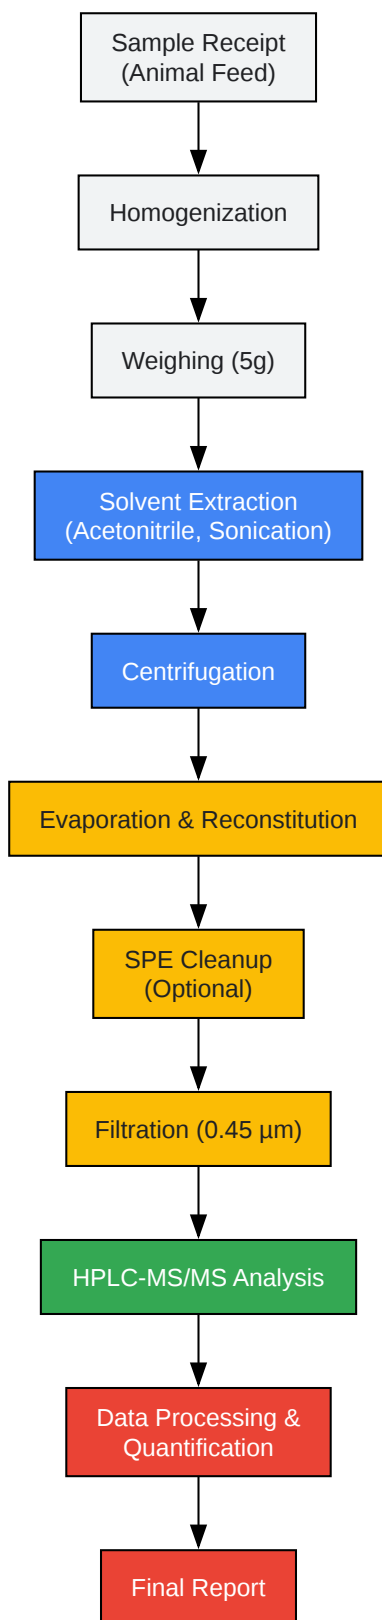 Sample Receipt
(Animal Feed)
Homogenization
Weighing (5g)
Solvent Extraction
(Acetonitrile, Sonication)
Centrifugation
Evaporation & Reconstitution
SPE Cleanup
(Optional)
Filtration (0.45 µm)
HPLC-MS/MS Analysis
Data Processing &
Quantification
Final Report